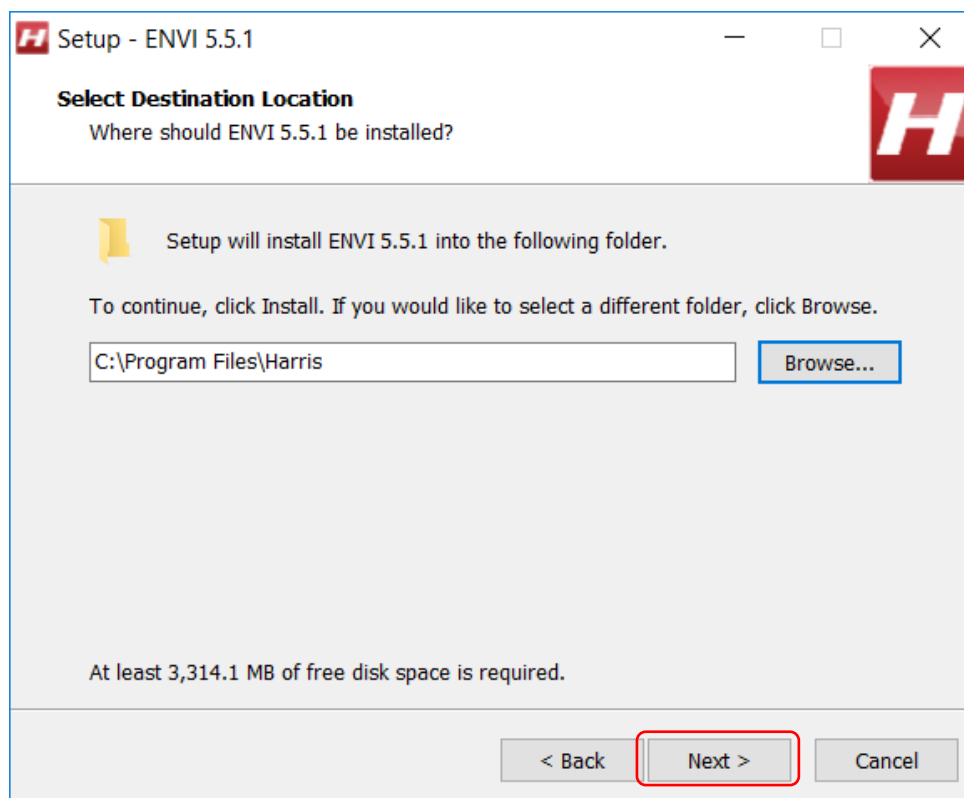 Setup - ENVI 5.5.1
Select Destination Location
Where should ENVI 5.5.1 be installed?
H
Setup will install ENVI 5.5.1 into the following folder.
To continue, click Install. If you would like to select a different folder, click Browse.
C:\Program Files\Harris
Browse...
At least 3,314.1 MB of free disk space is required.
< Back
Next >
Cancel